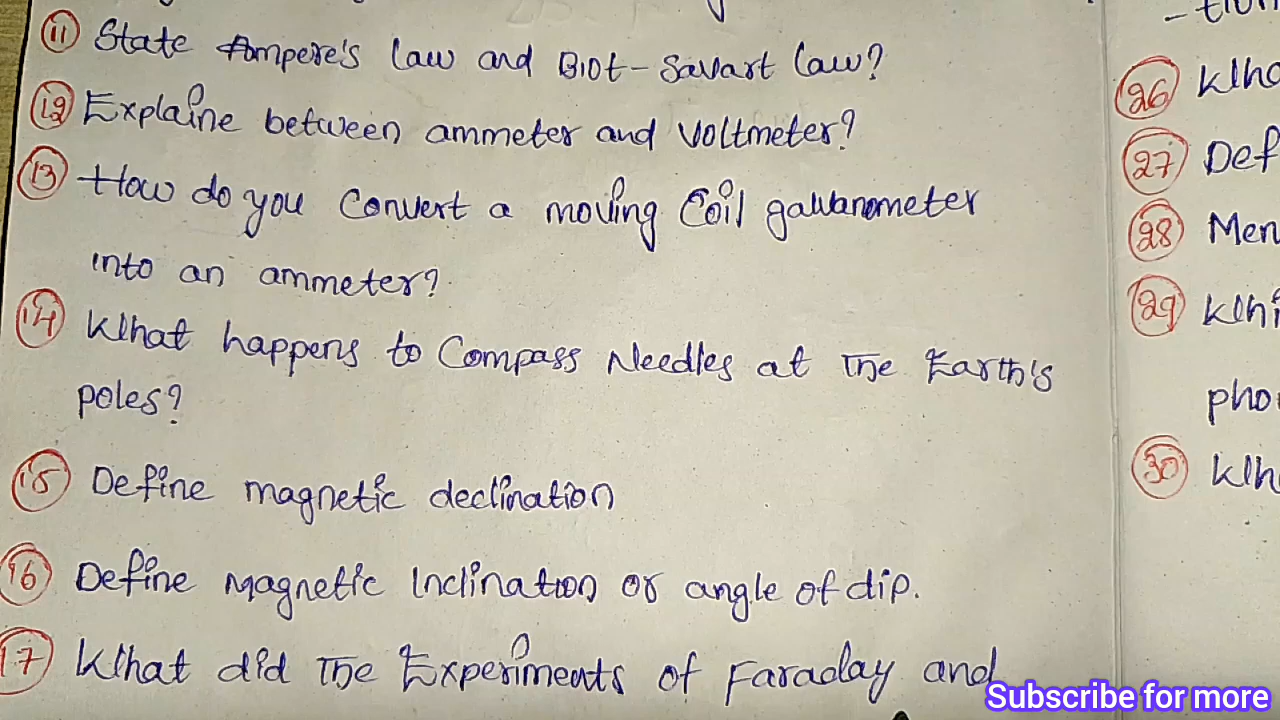 11 State Ampere's law and Biot-Savart law?
12 Explaine between ammeter and voltmeter?
13 How do you convert a moving coil galvanometer
into an ammeter?
14 What happens to Compass Needles at The Earth's
poles?
15 Define magnetic declination
16 Define Magnetic Inclination or angle of dip.
17 What did The Experiments of Faraday and
- tion
26 Who
27 Def
28 Men
29 Whi
pho
30 Wh
Subscribe for more